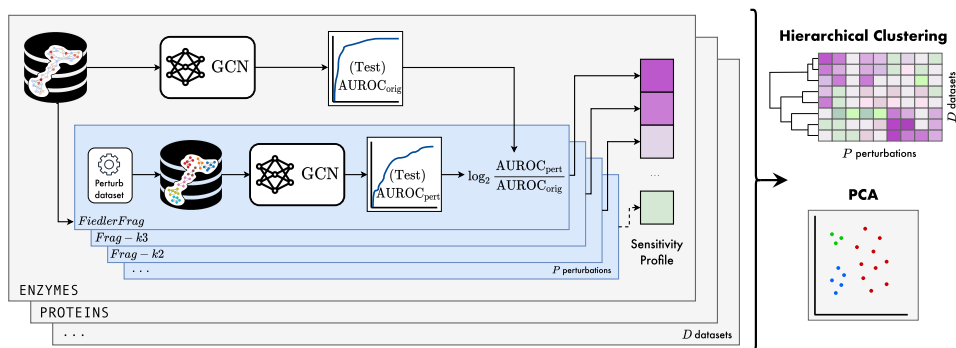 GCN
(Test)
AUROC_orig
Perturb
dataset
GCN
(Test)
AUROC_pert
log_2 AUROC_pert
AUROC_orig
FiedlerFrag
Frag − k3
Frag − k2
...
P perturbations
...
Sensitivity
Profile
ENZYMES
PROTEINS
...
D datasets
Hierarchical Clustering
D datasets
P perturbations
PCA